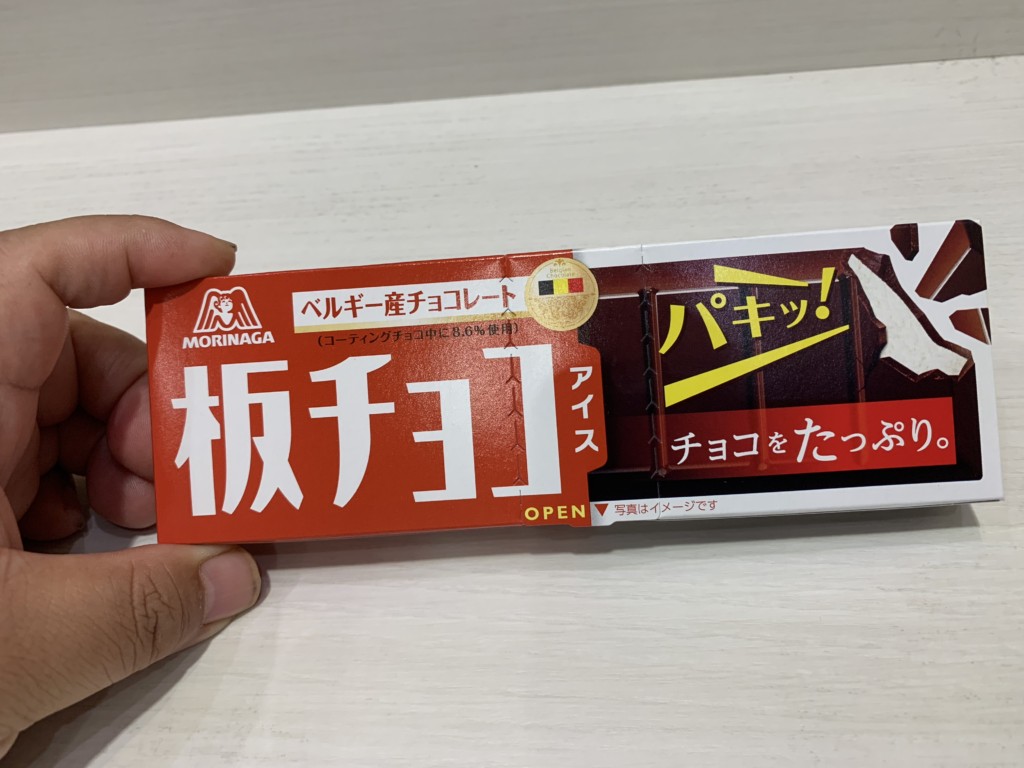 MORINAGA
ベルギー産チョコレート
(コーティングチョコ中に8.6%使用)
Belgian
Chocolate
板チョコ
アイス
OPEN
パキッ!
チョコをたっぷり。
▼写真はイメージです